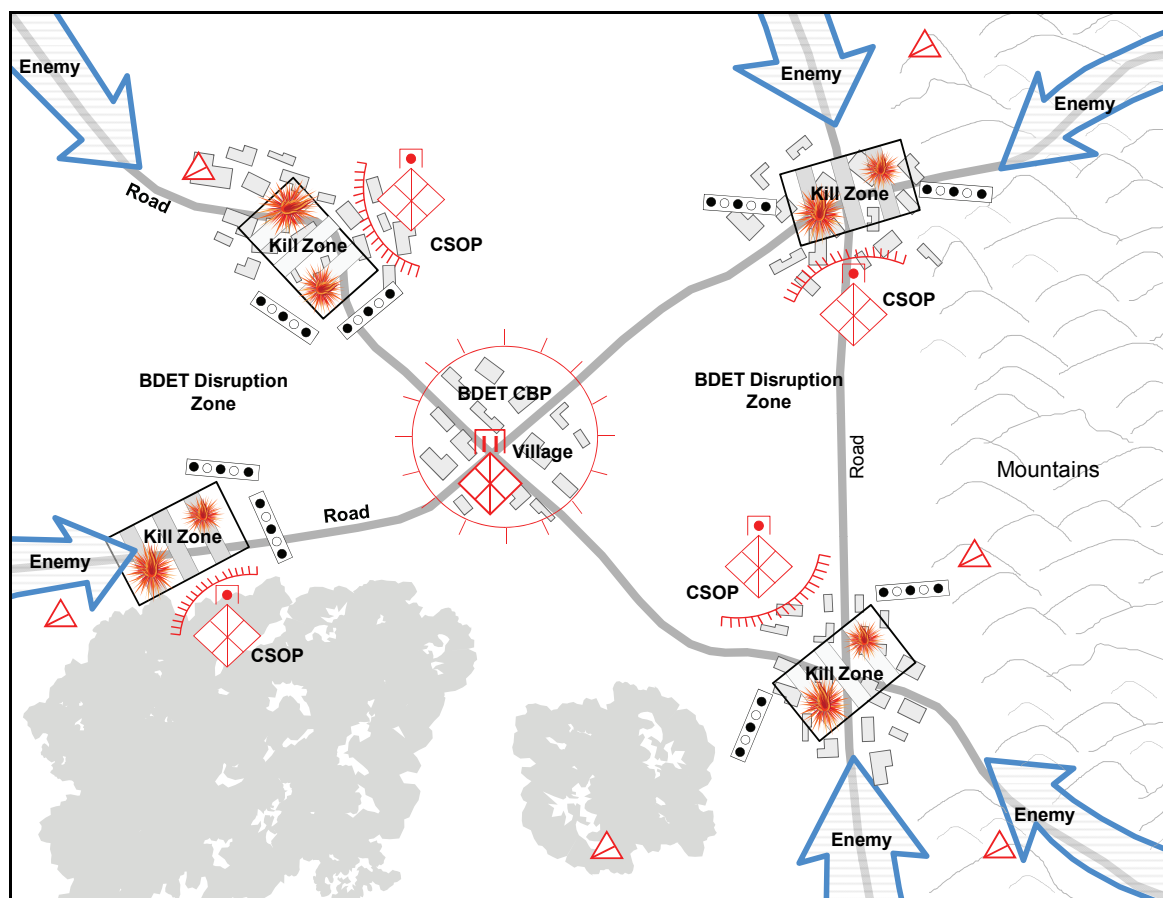 Enemy
Enemy
Enemy
Road
Kill Zone
CSOP
Kill Zone
CSOP
BDET Disruption
Zone
BDET CBP
Village
BDET Disruption
Zone
Road
Mountains
Road
Kill Zone
Enemy
CSOP
CSOP
Kill Zone
Enemy
Enemy